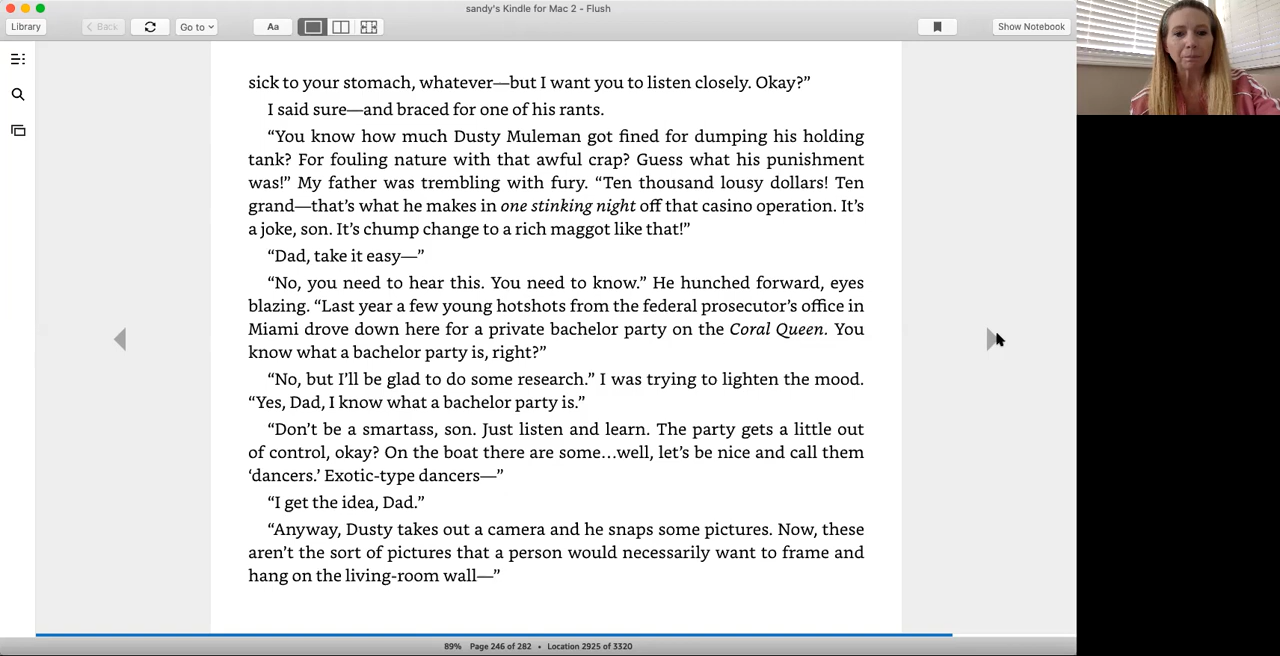 sandy's Kindle for Mac 2 - Flush
Library
Back
Go to
Aa
Show Notebook
sick to your stomach, whatever—but I want you to listen closely. Okay?”
I said sure—and braced for one of his rants.
“You know how much Dusty Muleman got fined for dumping his holding
tank? For fouling nature with that awful crap? Guess what his punishment
was!” My father was trembling with fury. “Ten thousand lousy dollars! Ten
grand—that’s what he makes in one stinking night off that casino operation. It’s
a joke, son. It’s chump change to a rich maggot like that!”
“Dad, take it easy—”
“No, you need to hear this. You need to know.” He hunched forward, eyes
blazing. “Last year a few young hotshots from the federal prosecutor’s office in
Miami drove down here for a private bachelor party on the Coral Queen. You
know what a bachelor party is, right?”
“No, but I’ll be glad to do some research.” I was trying to lighten the mood.
“Yes, Dad, I know what a bachelor party is.”
“Don’t be a smartass, son. Just listen and learn. The party gets a little out
of control, okay? On the boat there are some…well, let’s be nice and call them
‘dancers.’ Exotic-type dancers—”
“I get the idea, Dad.”
“Anyway, Dusty takes out a camera and he snaps some pictures. Now, these
aren’t the sort of pictures that a person would necessarily want to frame and
hang on the living-room wall—”
89% Page 246 of 282 • Location 2925 of 3320